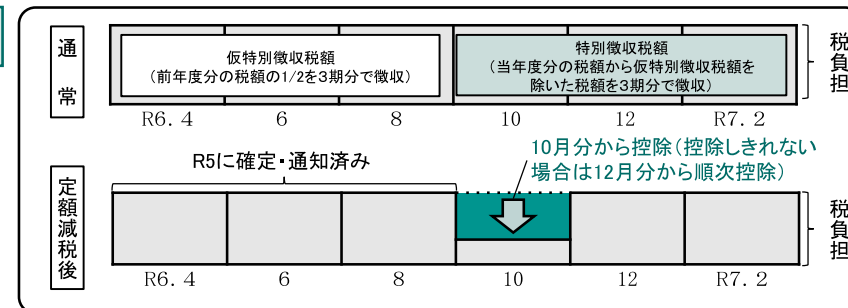 通常
仮特別徴収税額
(前年度分の税額の1/2を3期分で徴収)
特別徴収税額
(当年度分の税額から仮特別徴収税額を
除いた税額を3期分で徴収)
税負担
R6.4 6 8 10 12 R7.2
R5に確定・通知済み
10月分から控除(控除しきれない
場合は12月分から順次控除)
定額減税後
税負担
R6.4 6 8 10 12 R7.2